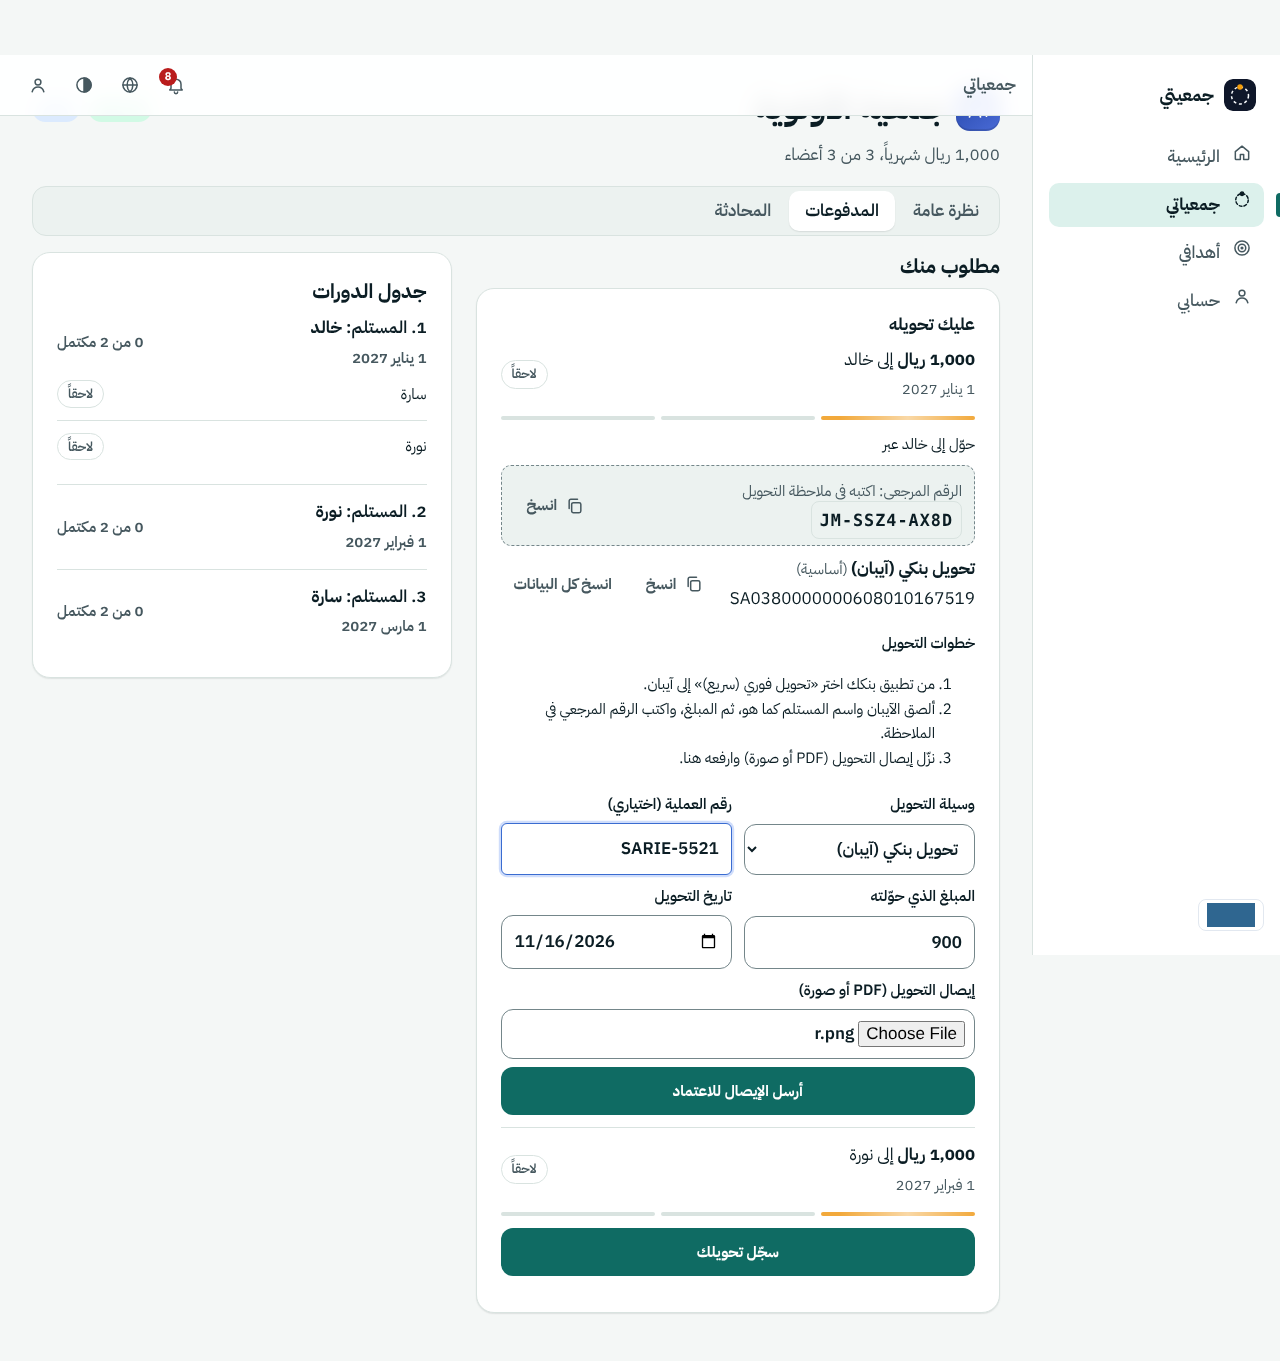 جمعيتي
الرئيسية
جمعياتي
أهدافي
حسابي
جمعياتي
8
1,000 ريال شهرياً، 3 من 3 أعضاء
نظرة عامة
المدفوعات
المحادثة
مطلوب منك
عليك تحويله
1,000 ريال إلى خالد
1 يناير 2027
لاحقاً
حوّل إلى خالد عبر
الرقم المرجعي: اكتبه في ملاحظة التحويل
JM-SSZ4-AX8D
انسخ
تحويل بنكي (آيبان) (أساسية)
SA0380000000608010167519
انسخ
انسخ كل البيانات
خطوات التحويل
1. من تطبيق بنكك اختر «تحويل فوري (سريع)» إلى آيبان.
2. ألصق الآيبان واسم المستلم كما هو، ثم المبلغ، واكتب الرقم المرجعي في
الملاحظة.
3. نزّل إيصال التحويل (PDF أو صورة) وارفعه هنا.
وسيلة التحويل
رقم العملية (اختياري)
تحويل بنكي (آيبان)
SARIE-5521
المبلغ الذي حوّلته
تاريخ التحويل
900
11/16/2026
إيصال التحويل (PDF أو صورة)
Choose File r.png
أرسل الإيصال للاعتماد
1,000 ريال إلى نورة
1 فبراير 2027
لاحقاً
سجّل تحويلك
جدول الدورات
1. المستلم: خالد
1 يناير 2027
0 من 2 مكتمل
سارة
لاحقاً
نورة
لاحقاً
2. المستلم: نورة
1 فبراير 2027
0 من 2 مكتمل
3. المستلم: سارة
1 مارس 2027
0 من 2 مكتمل